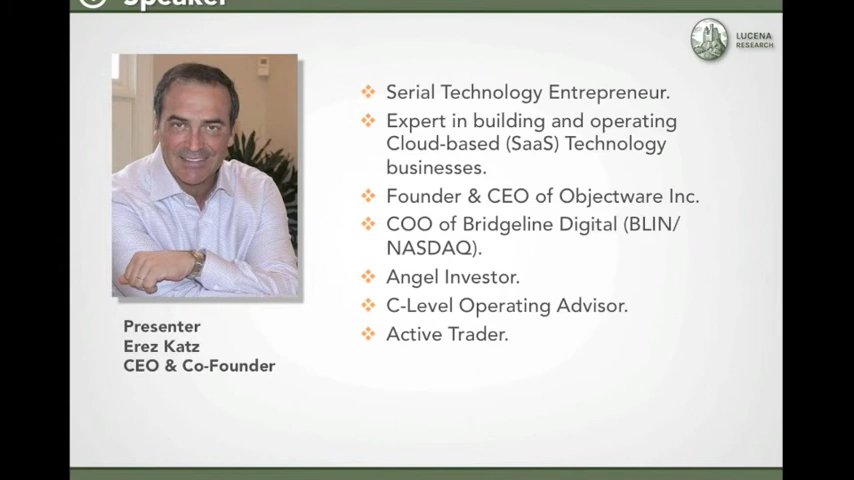 Speaker
LUCENA
RESEARCH
Serial Technology Entrepreneur.
Expert in building and operating
Cloud-based (SaaS) Technology
businesses.
Founder & CEO of Objectware Inc.
COO of Bridgeline Digital (BLIN/
NASDAQ).
Angel Investor.
C-Level Operating Advisor.
Active Trader.
Presenter
Erez Katz
CEO & Co-Founder